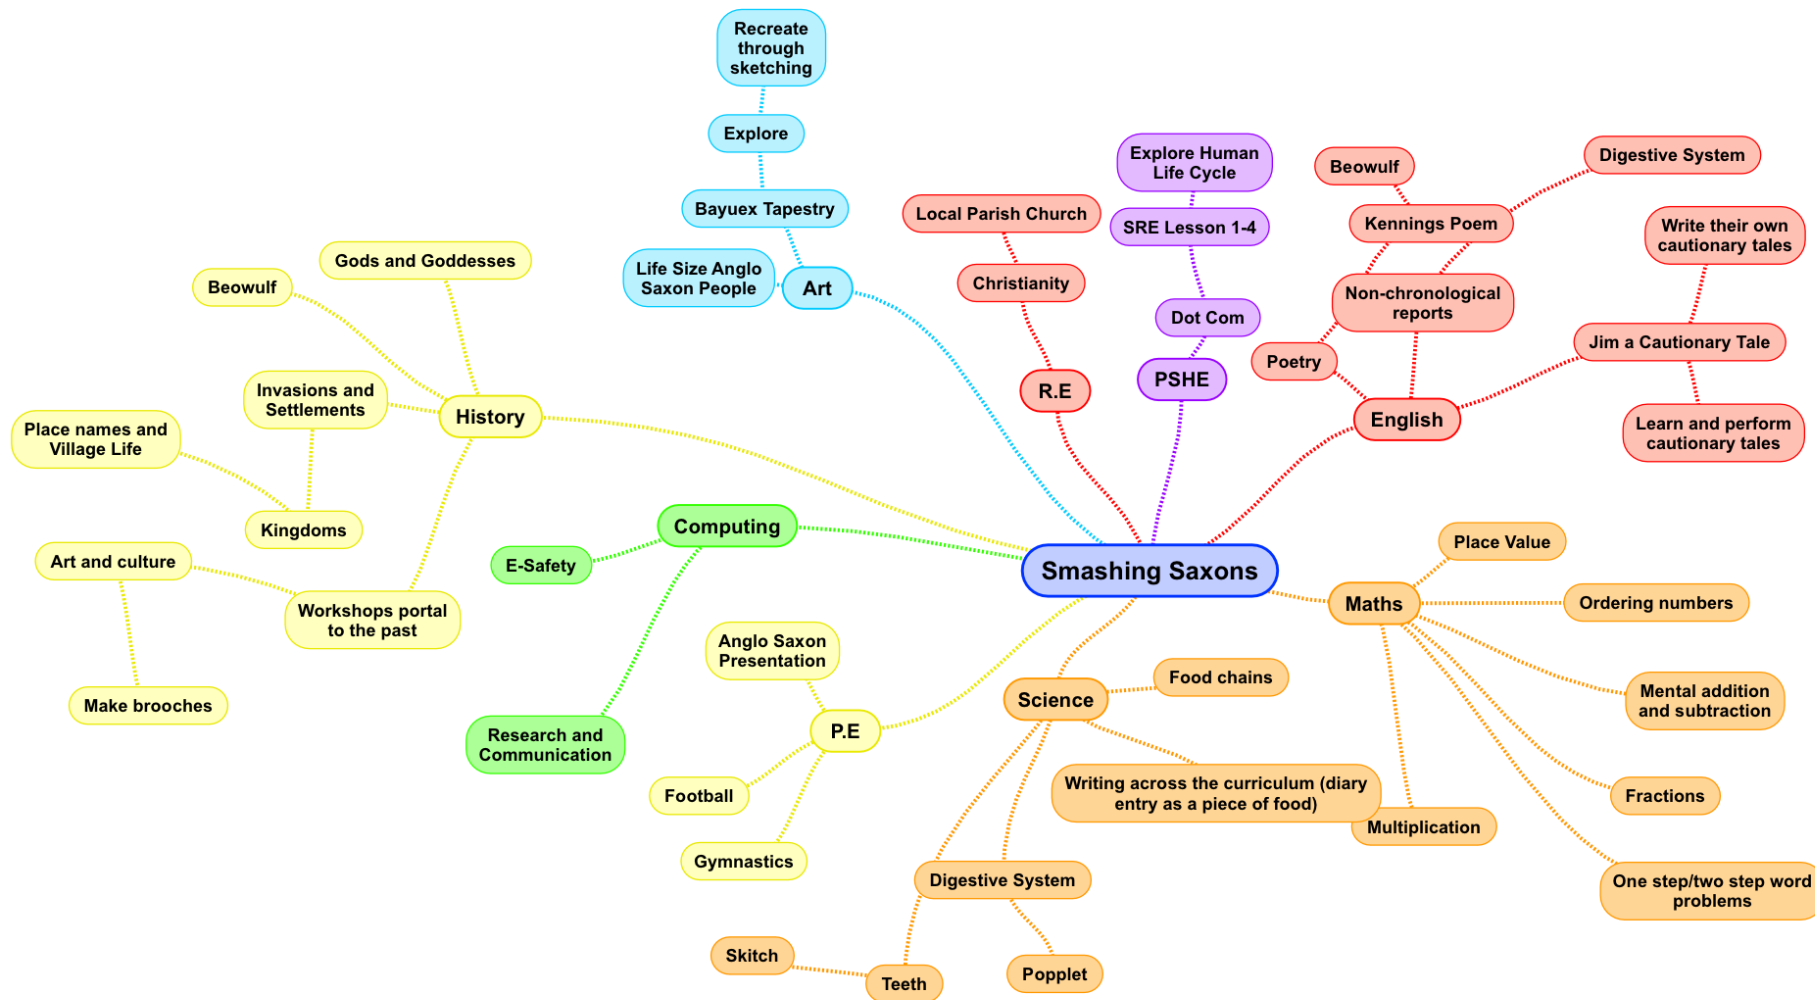 Recreate
through
sketching
Explore
Bayuex Tapestry
Life Size Anglo
Saxon People
Art
Local Parish Church
Christianity
R.E
Explore Human
Life Cycle
SRE Lesson 1-4
Dot Com
PSHE
Beowulf
Digestive System
Kennings Poem
Write their own
cautionary tales
Non-chronological
reports
Poetry
Jim a Cautionary Tale
English
Learn and perform
cautionary tales
Gods and Goddesses
Beowulf
Invasions and
Settlements
History
Place names and
Village Life
Kingdoms
Art and culture
Workshops portal
to the past
Make brooches
Computing
E-Safety
Research and
Communication
Smashing Saxons
Anglo Saxon
Presentation
P.E
Football
Gymnastics
Science
Food chains
Writing across the curriculum (diary
entry as a piece of food)
Digestive System
Skitch
Teeth
Popplet
Maths
Place Value
Ordering numbers
Mental addition
and subtraction
Fractions
Multiplication
One step/two step word
problems